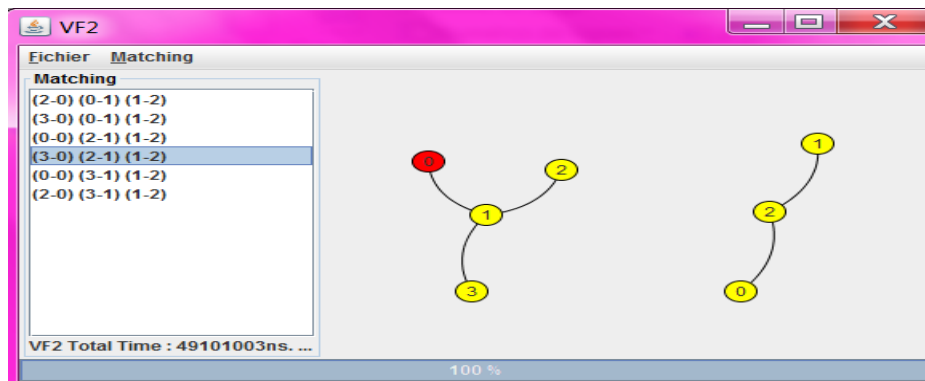 VF2
Fichier Matching
Matching
(2-0) (0-1) (1-2)
(3-0) (0-1) (1-2)
(0-0) (2-1) (1-2)
(3-0) (2-1) (1-2)
(0-0) (3-1) (1-2)
(2-0) (3-1) (1-2)
VF2 Total Time : 49101003ns. ...
0
2
1
3
1
2
0
100 %